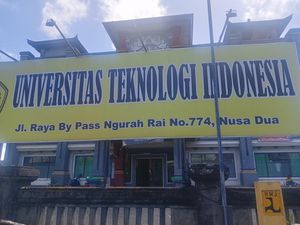 UNIVERSITAS TEKNOLOGI INDONESIA
Jl. Raya By Pass Ngurah Rai No.774, Nusa Dua